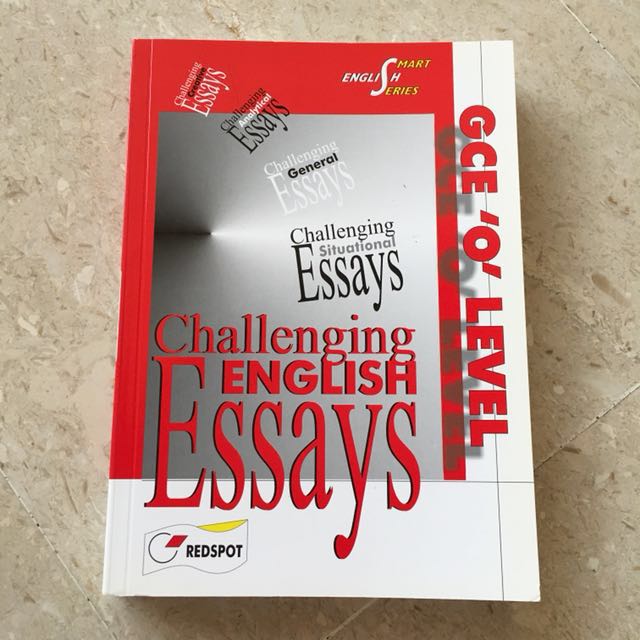 SMART
ENGLISH
SERIES
Challenging
Creative
Essays
Challenging
Analytical
Essays
Challenging
General
Essays
Challenging
Situational
Essays
Challenging
ENGLISH
Essays
GCE 'O' LEVEL
REDSPOT